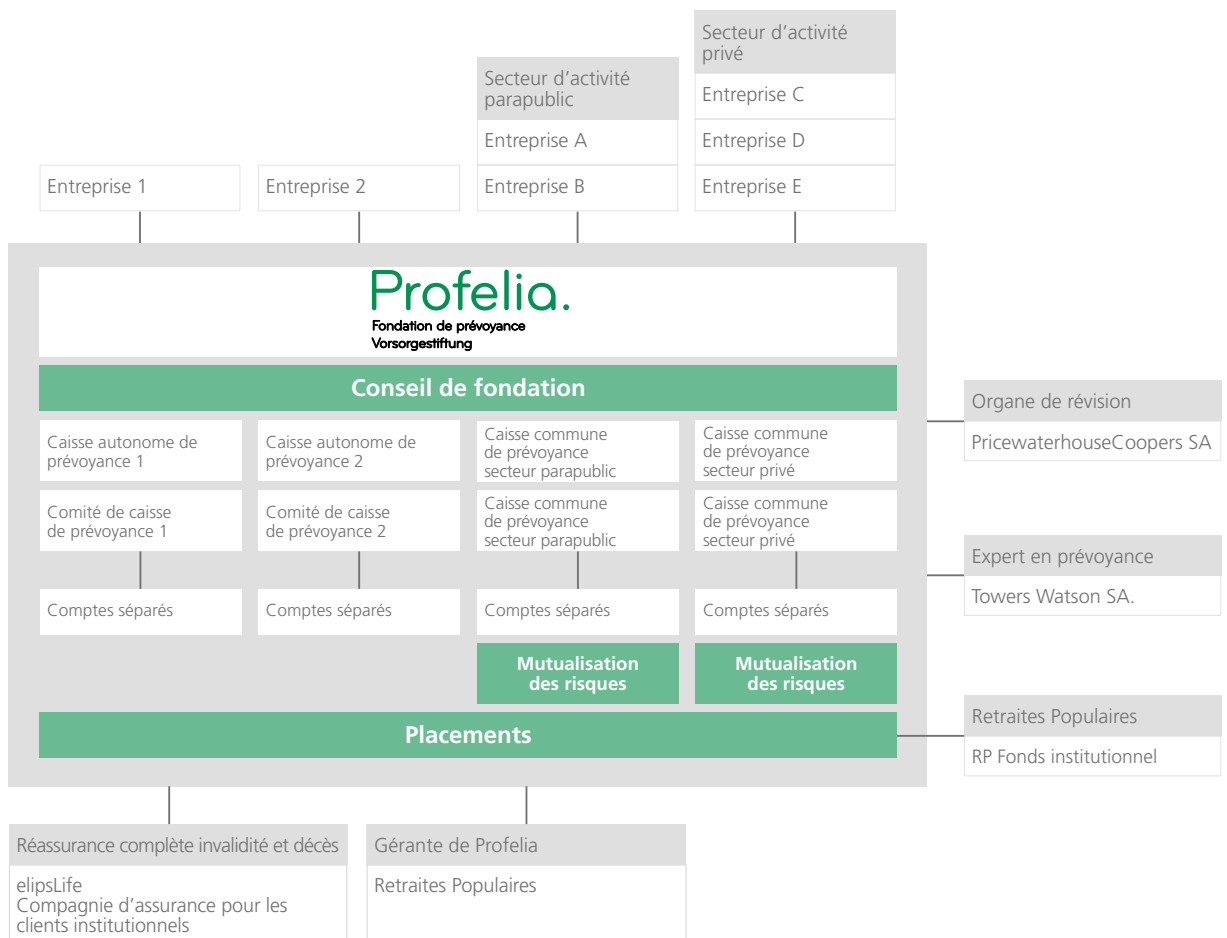 Secteur d'activité
privé
Entreprise C
Entreprise D
Entreprise E
Secteur d'activité
parapublic
Entreprise A
Entreprise B
Entreprise 1
Entreprise 2
Profelia.
Fondation de prévoyance
Vorsorgestiftung
Conseil de fondation
Caisse autonome de
prévoyance 1
Caisse autonome de
prévoyance 2
Caisse commune
de prévoyance
secteur parapublic
Caisse commune
de prévoyance
secteur privé
Comité de caisse
de prévoyance 1
Comité de caisse
de prévoyance 2
Caisse commune
de prévoyance
secteur parapublic
Caisse commune
de prévoyance
secteur privé
Comptes séparés
Comptes séparés
Comptes séparés
Comptes séparés
Mutualisation
des risques
Mutualisation
des risques
Placements
Organe de révision
PricewaterhouseCoopers SA
Expert en prévoyance
Towers Watson SA.
Retraites Populaires
RP Fonds institutionnel
Réassurance complète invalidité et décès
elipsLife
Compagnie d'assurance pour les
clients institutionnels
Gérante de Profelia
Retraites Populaires